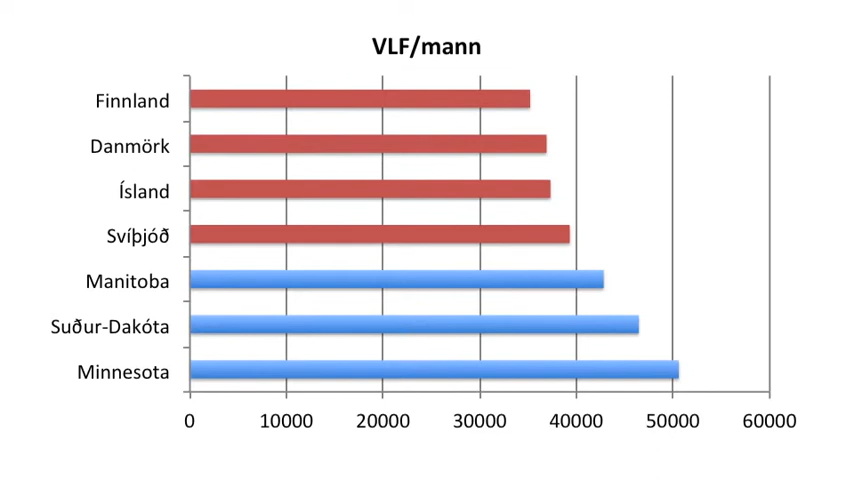 VLF/mann
Finnland
Danmörk
Ísland
Svíþjóð
Manitoba
Suður-Dakóta
Minnesota
0 10000 20000 30000 40000 50000 60000